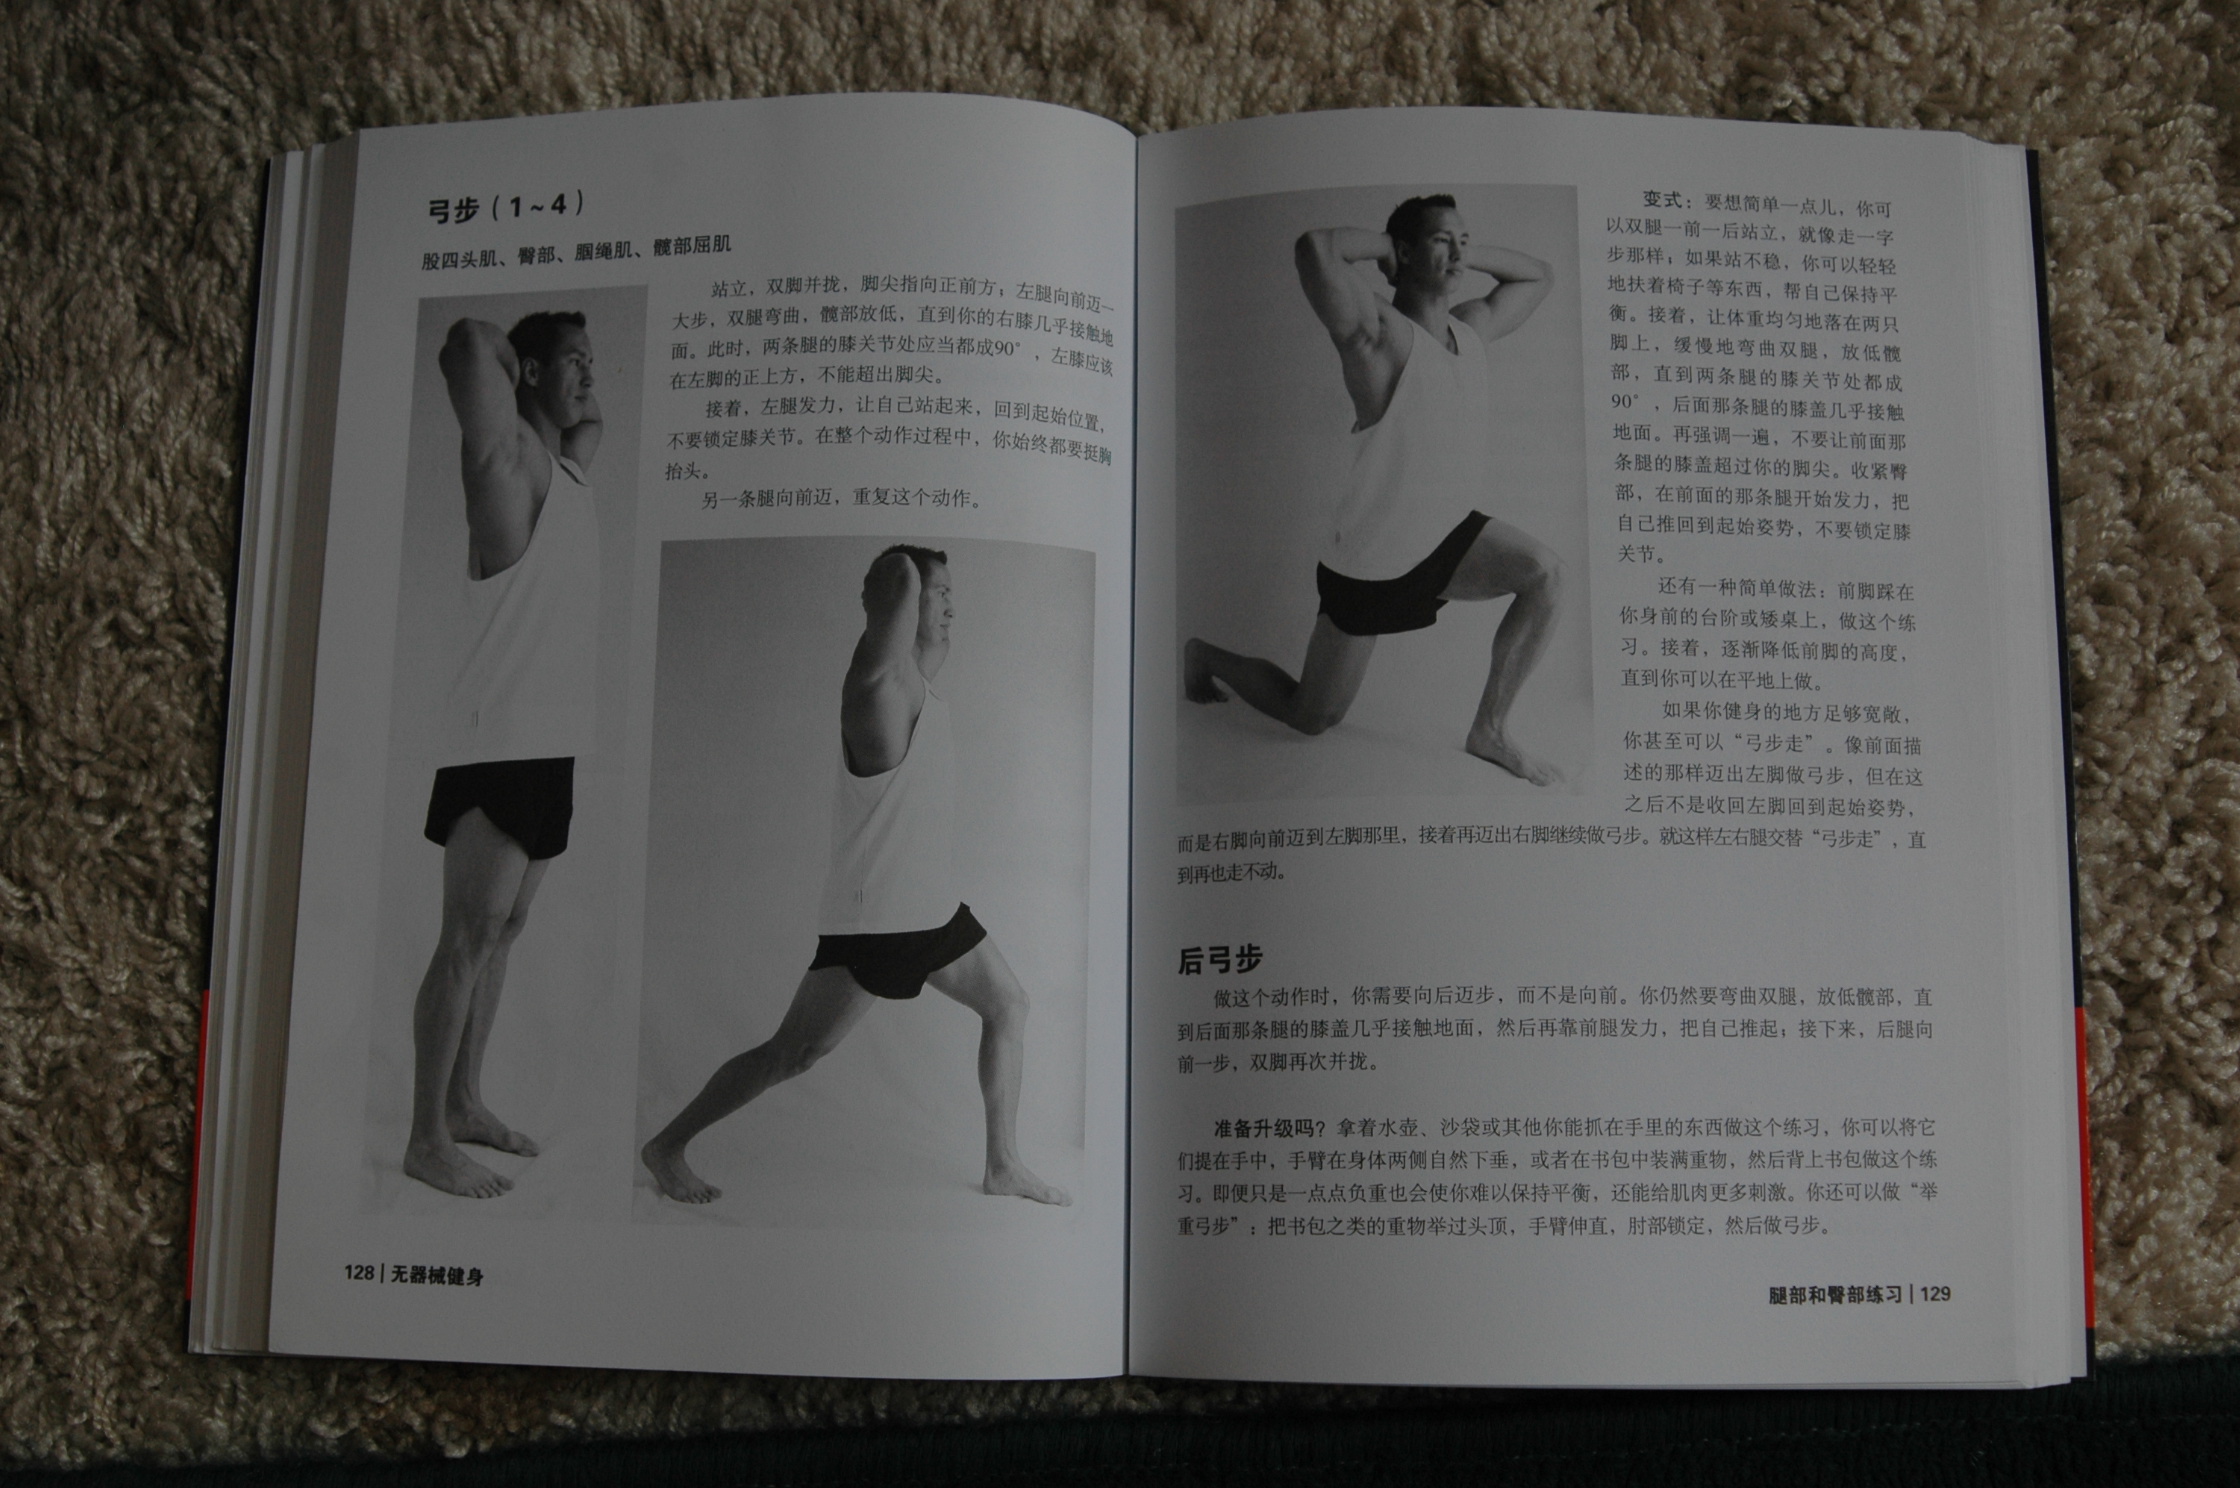 弓步（1~4）
股四头肌、臀部、腘绳肌、髋部屈肌
站立，双脚并拢，脚尖指向正前方；左腿向前迈一
大步，双腿弯曲，髋部放低，直到你的右膝几乎接触地
面。此时，两条腿的膝关节处应当都成90°，左膝应该
在左脚的正上方，不能超出脚尖。
接着，左腿发力，让自己站起来，回到起始位置，
不要锁定膝关节。在整个动作过程中，你始终都要挺胸
抬头。
另一条腿向前迈，重复这个动作。
128|无器械健身
变式：要想简单一点儿，你可
以双腿一前一后站立，就像走一字
步那样；如果站不稳，你可以轻轻
地扶着椅子等东西，帮自己保持平
衡。接着，让体重均匀地落在两只
脚上，缓慢地弯曲双腿，放低髋
部，直到两条腿的膝关节处都成
90°，后面那条腿的膝盖几乎接触
地面。再强调一遍，不要让前面那
条腿的膝盖超过你的脚尖。收紧臀
部，在前面的那条腿开始发力，把
自己推回到起始姿势，不要锁定膝
关节。
还有一种简单做法：前脚踩在
你身前的台阶或矮桌上，做这个练
习。接着，逐渐降低前脚的高度，
直到你可以在平地上做。
如果你健身的地方足够宽敞，
你甚至可以“弓步走”。像前面描
述的那样迈出左脚做弓步，但在这
之后不是收回左脚回到起始姿势，
而是右脚向前迈到左脚那里，接着再迈出右脚继续做弓步。就这样左右腿交替“弓步走”，直
到再也走不动。
后弓步
做这个动作时，你需要向后迈步，而不是向前。你仍然要弯曲双腿，放低髋部，直
到后面那条腿的膝盖几乎接触地面，然后再靠前腿发力，把自己推起；接下来，后腿向
前一步，双脚再次并拢。
准备升级吗？拿着水壶、沙袋或其他你能抓在手里的东西做这个练习，你可以将它
们提在手中，手臂在身体两侧自然下垂，或者在书包中装满重物，然后背上书包做这个练
习。即便只是一点点负重也会使你难以保持平衡，还能给肌肉更多刺激。你还可以做“举
重弓步”：把书包之类的重物举过头顶，手臂伸直，肘部锁定，然后做弓步。
腿部和臀部练习|129